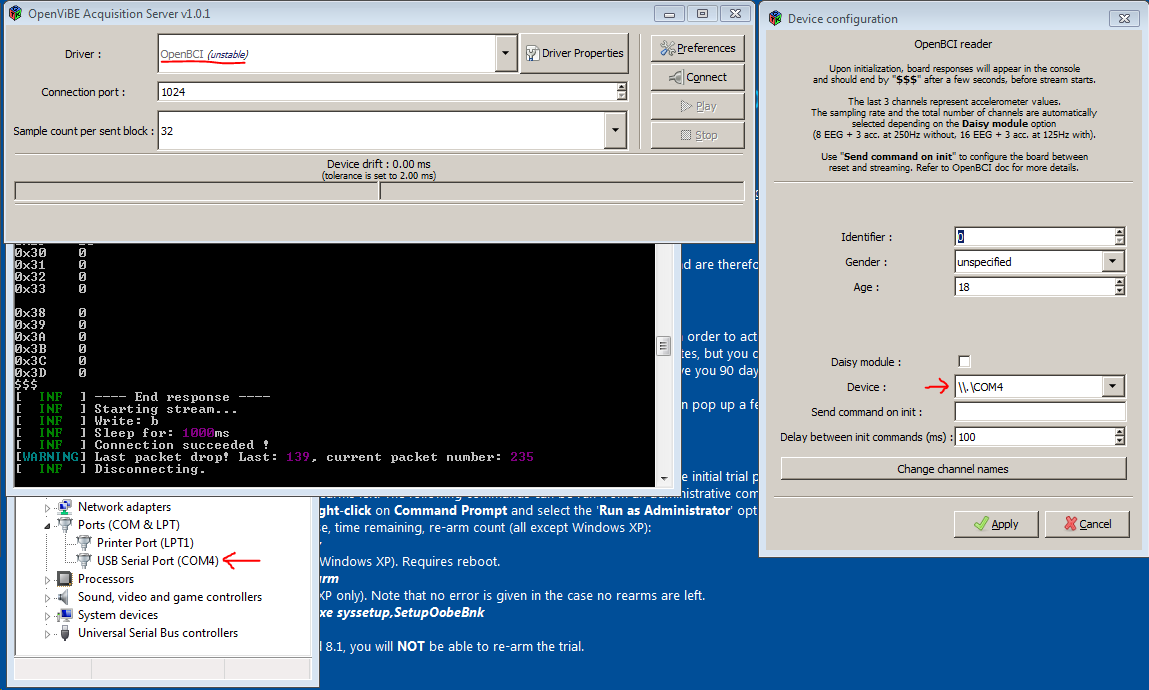 OpenViBE Acquisition Server v1.0.1
Driver :
OpenBCI (unstable)
Driver Properties
Connection port :
1024
Sample count per sent block :
32
Preferences
Connect
Play
Stop
Device drift : 0.00 ms
(tolerance is set to 2.00 ms)
0x30 0
0x31 0
0x32 0
0x33 0
0x38 0
0x39 0
0x3A 0
0x3B 0
0x3C 0
0x3D 0
$$$
[ INF ] ---- End response ----
[ INF ] Starting stream...
[ INF ] Write: b
[ INF ] Sleep for: 1000ms
[ INF ] Connection succeeded !
[WARNING] Last packet drop! Last: 139, current packet number: 235
[ INF ] Disconnecting.
Network adapters
Ports (COM & LPT)
Printer Port (LPT1)
USB Serial Port (COM4)
Processors
Sound, video and game controllers
System devices
Universal Serial Bus controllers
d are therefo
order to act
tes, but you c
ve you 90 day
n pop up a fe
e initial trial p
nistrative com
ght-click on Command Prompt and select the 'Run as Administrator' opt
e, time remaining, re-arm count (all except Windows XP):
Windows XP). Requires reboot.
rm
XP only). Note that no error is given in the case no rearms are left.
xe syssetup,SetupOobeBnk
8.1, you will NOT be able to re-arm the trial.
Device configuration
OpenBCI reader
Upon initialization, board responses will appear in the console
and should end by "$$$" after a few seconds, before stream starts.
The last 3 channels represent accelerometer values.
The sampling rate and the total number of channels are automatically
selected depending on the Daisy module option
(8 EEG + 3 acc. at 250Hz without, 16 EEG + 3 acc. at 125Hz with).
Use "Send command on init" to configure the board between
reset and streaming. Refer to OpenBCI doc for more details.
Identifier :
0
Gender :
unspecified
Age :
18
Daisy module :
Device :
\\.\COM4
Send command on init :
Delay between init commands (ms) :
100
Change channel names
Apply
Cancel